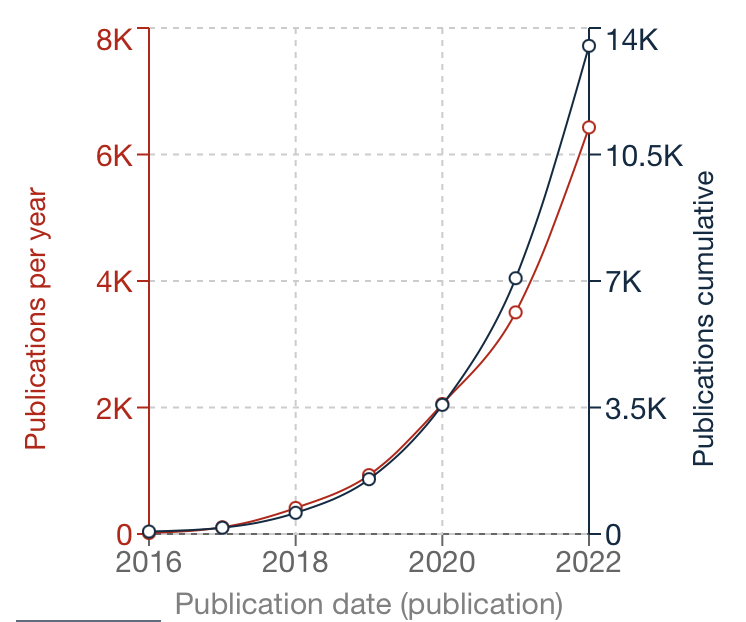 8K
14K
6K
10.5K
Publications per year
Publications cumulative
4K
7K
2K
3.5K
0
0
2016
2018
2020
2022
Publication date (publication)